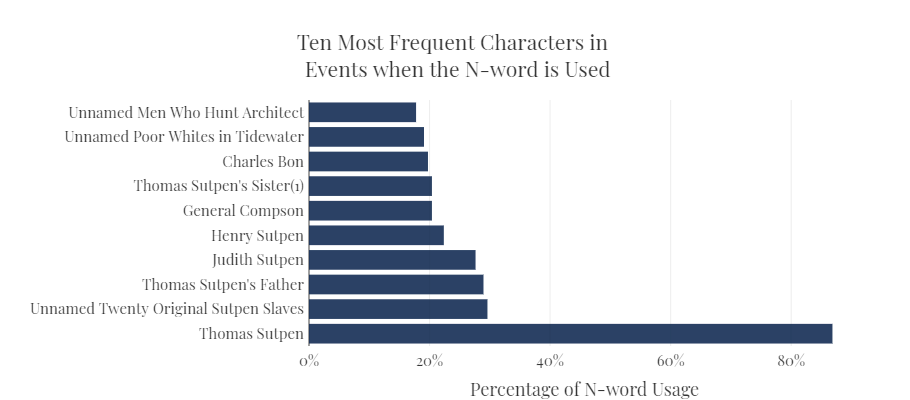 Ten Most Frequent Characters in
Events when the N-word is Used
Unnamed Men Who Hunt Architect
Unnamed Poor Whites in Tidewater
Charles Bon
Thomas Sutpen's Sister(1)
General Compson
Henry Sutpen
Judith Sutpen
Thomas Sutpen's Father
Unnamed Twenty Original Sutpen Slaves
Thomas Sutpen
0% 20% 40% 60% 80%
Percentage of N-word Usage